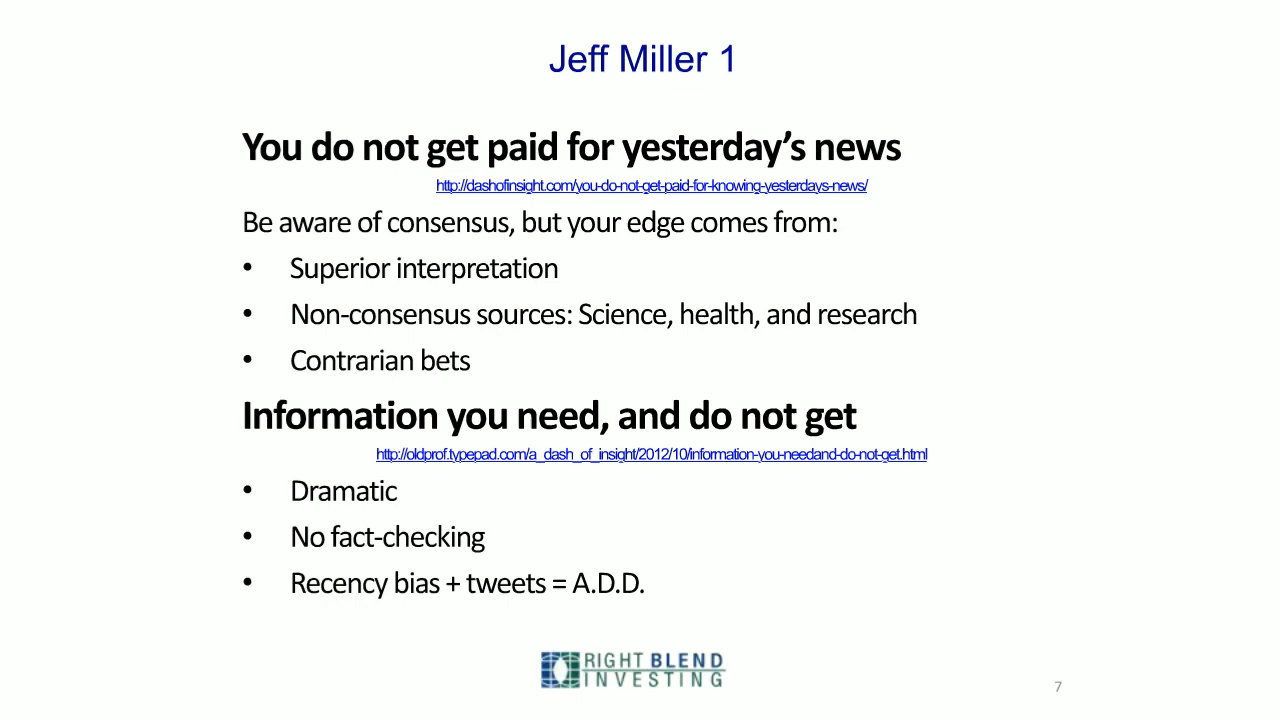 Jeff Miller 1
You do not get paid for yesterday’s news
http://dashofinsight.com/you-do-not-get-paid-for-knowing-yesterdays-news/
Be aware of consensus, but your edge comes from:
• Superior interpretation
• Non-consensus sources: Science, health, and research
• Contrarian bets
Information you need, and do not get
http://oldprof.typepad.com/a_dash_of_insight/2012/10/information-you-needand-do-not-get.html
• Dramatic
• No fact-checking
• Recency bias + tweets = A.D.D.
RIGHT BLEND
INVESTING
7